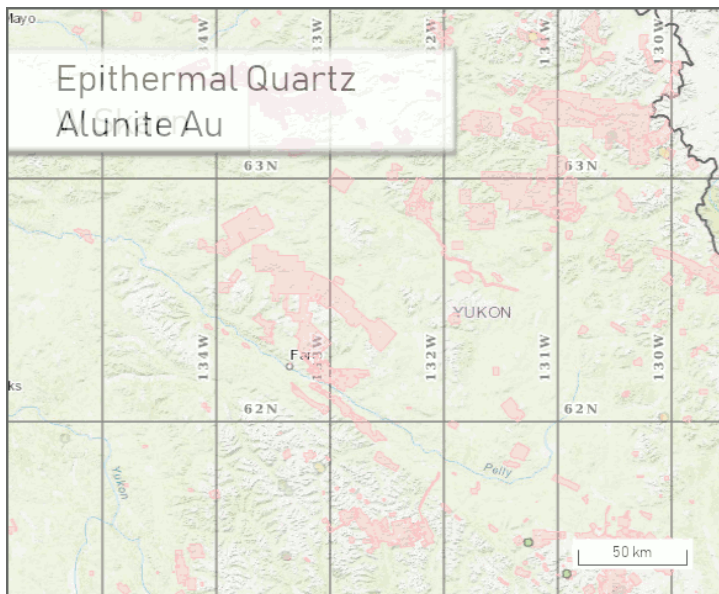 Mayo
134W
133W
132W
131W
130W
Epithermal Quartz
Alunite Au
63N
63N
YUKON
134W
133W
132W
131W
130W
Faro
ks
62N
62N
Yukon
Pelly
50 km